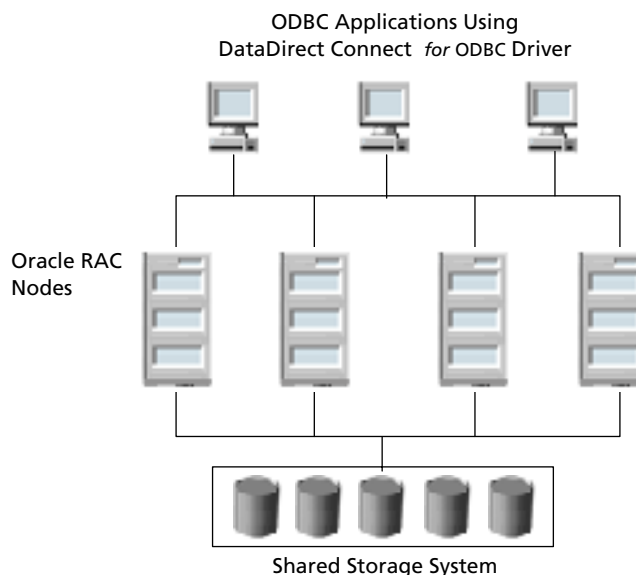 ODBC Applications Using
DataDirect Connect for ODBC Driver
Oracle RAC
Nodes
Shared Storage System